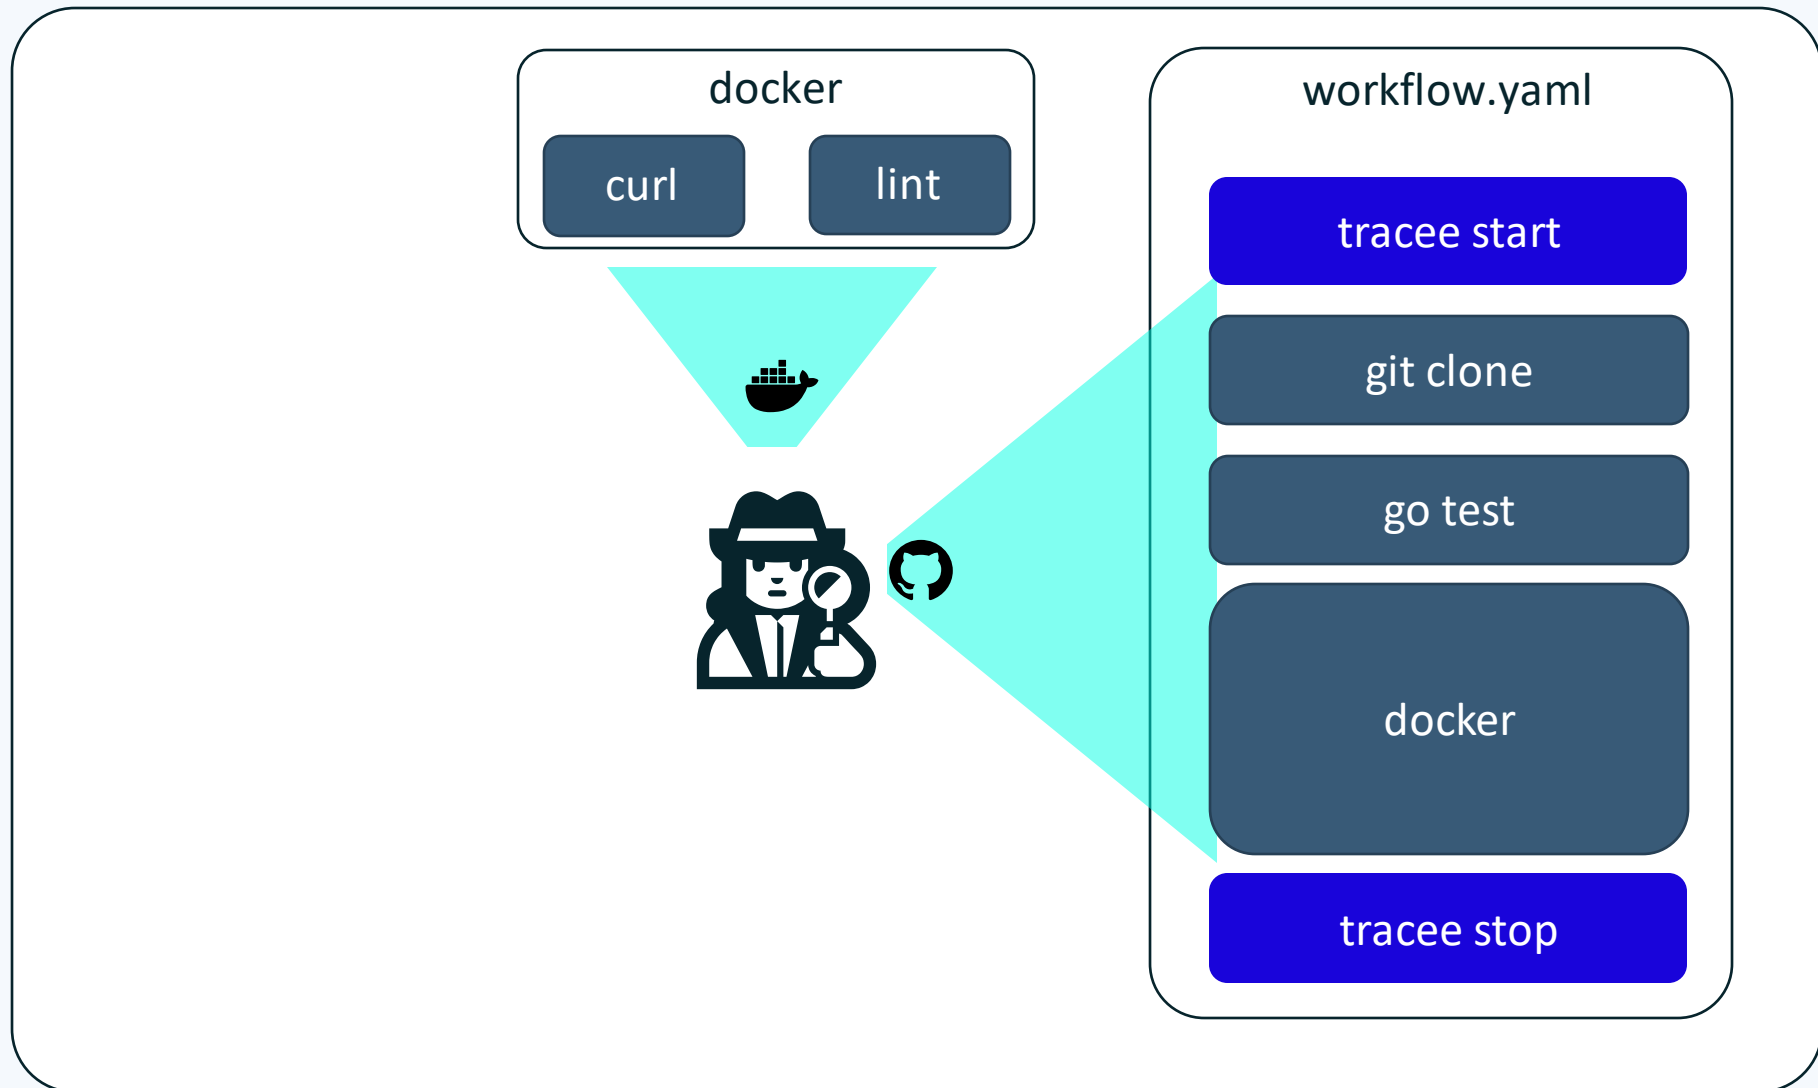 docker
curl
lint
workflow.yaml
tracee start
git clone
go test
docker
tracee stop